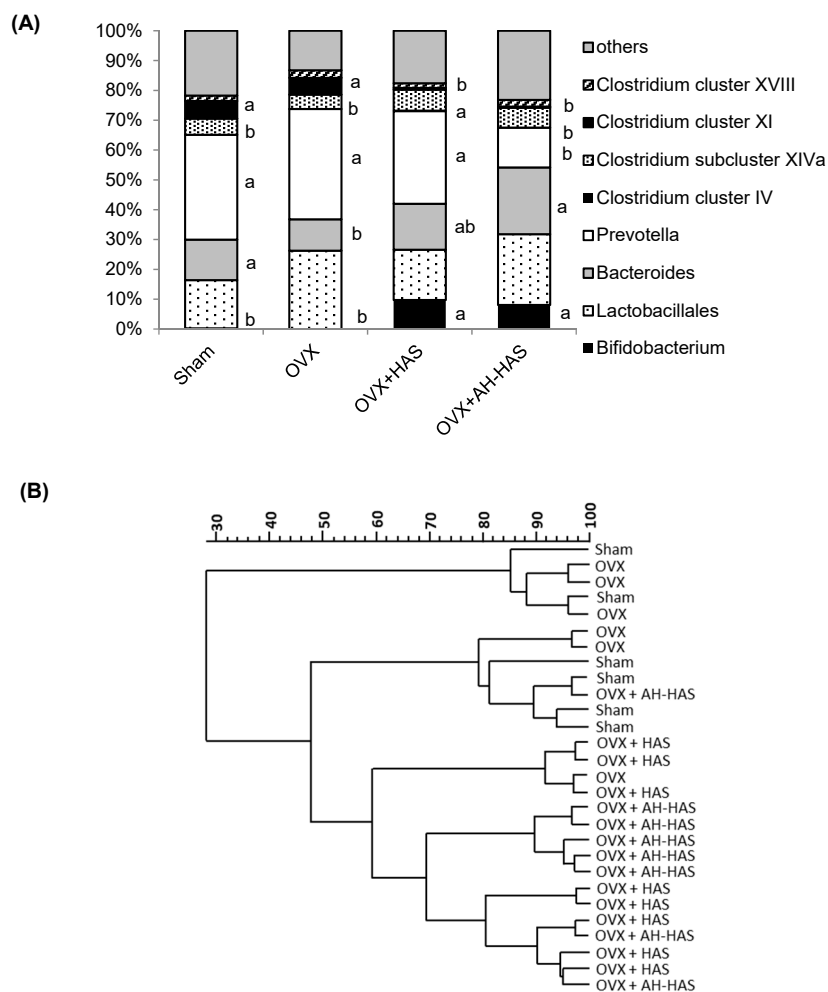 (A)
100%
90%
80%
70%
60%
50%
40%
30%
20%
10%
0%
a
b
a
a
b
a
b
a
b
b
b
a
a
ab
a
b
b
b
a
a
Sham
OVX
OVX+HAS
OVX+AH-HAS
others
Clostridium cluster XVIII
Clostridium cluster XI
Clostridium subcluster XIVa
Clostridium cluster IV
Prevotella
Bacteroides
Lactobacillales
Bifidobacterium
(B)
30
40
50
60
70
80
90
100
Sham
OVX
OVX
Sham
OVX
OVX
OVX
Sham
Sham
OVX + AH-HAS
Sham
Sham
OVX + HAS
OVX + HAS
OVX
OVX + HAS
OVX + AH-HAS
OVX + AH-HAS
OVX + AH-HAS
OVX + AH-HAS
OVX + AH-HAS
OVX + HAS
OVX + HAS
OVX + HAS
OVX + AH-HAS
OVX + HAS
OVX + HAS
OVX + AH-HAS